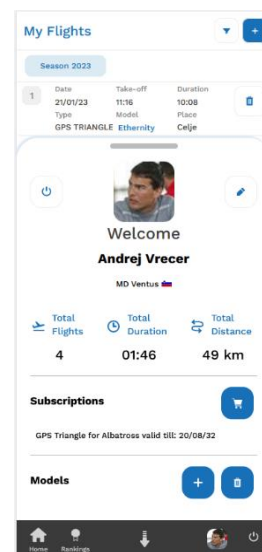 My Flights
Season 2023
1
Date Take-off Duration
21/01/23 11:16 10:08
Type Model Place
GPS TRIANGLE Ethernity Celje
Welcome
Andrej Vrecer
MD Ventus
Total Flights
Total Duration
Total Distance
4 01:46 49 km
Subscriptions
GPS Triangle for Albatross valid till: 20/08/32
Models
Home Rankings